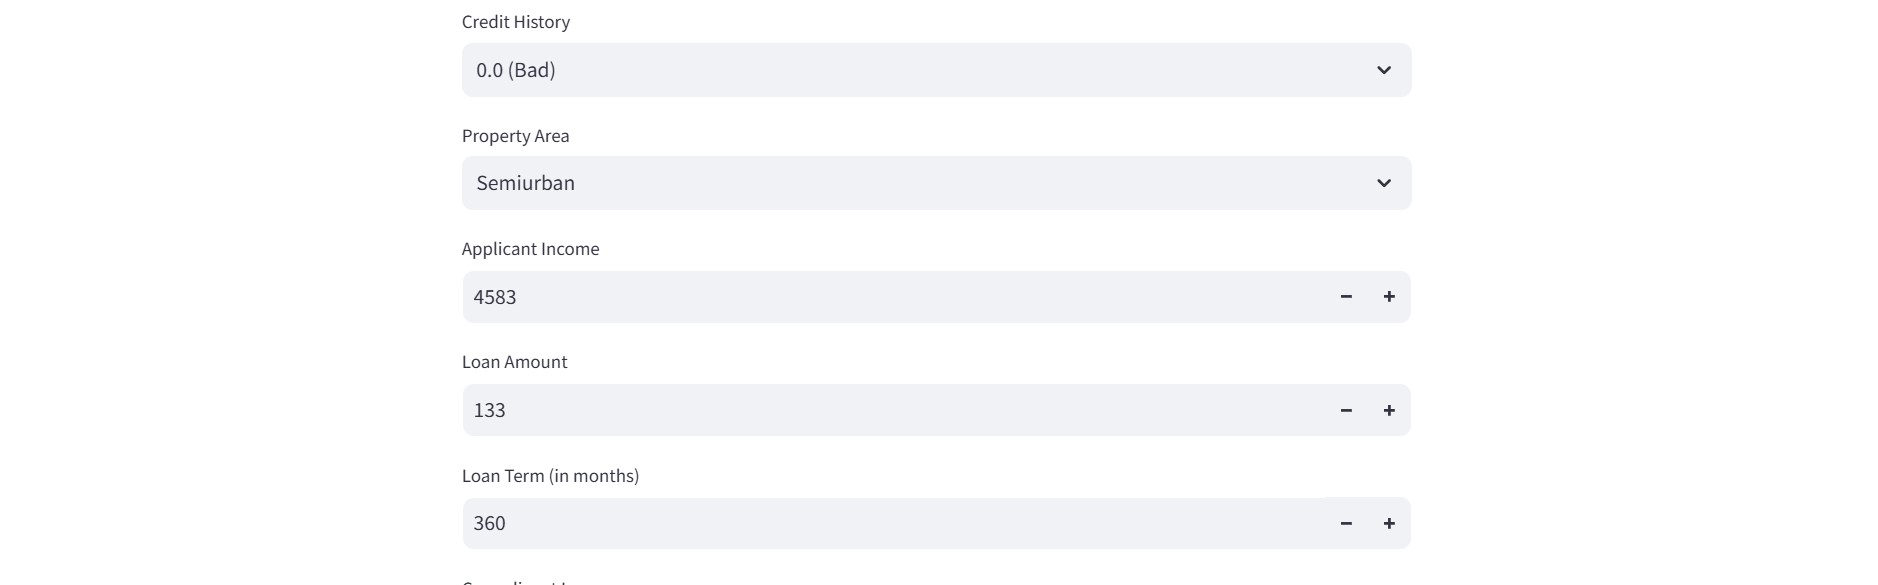 Credit History
0.0 (Bad)
Property Area
Semiurban
Applicant Income
4583
Loan Amount
133
Loan Term (in months)
360